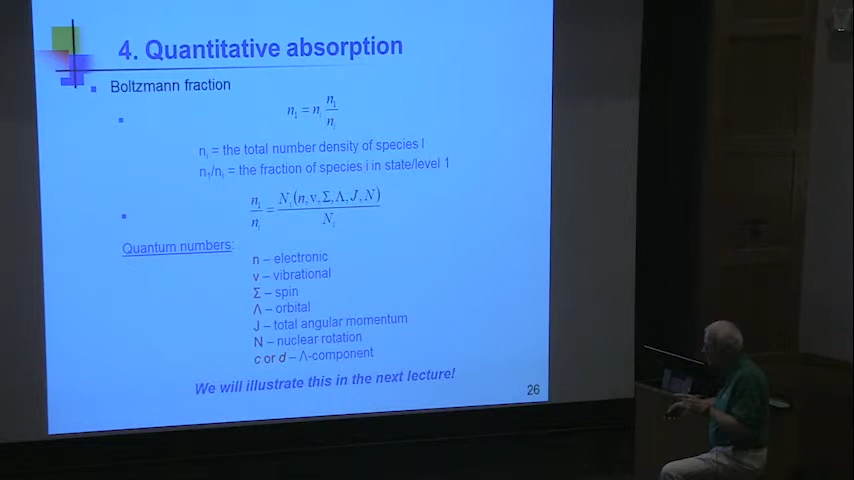 4. Quantitative absorption
Boltzmann fraction
n₁ = nᵢ n₁/nᵢ
nᵢ = the total number density of species I
n₁/nᵢ = the fraction of species i in state/level 1
n₁/nᵢ = Nᵢ(n,v,Σ,Λ,J,N)/Nᵢ
Quantum numbers:
n – electronic
v – vibrational
Σ – spin
Λ – orbital
J – total angular momentum
N – nuclear rotation
c or d – Λ-component
We will illustrate this in the next lecture!
26